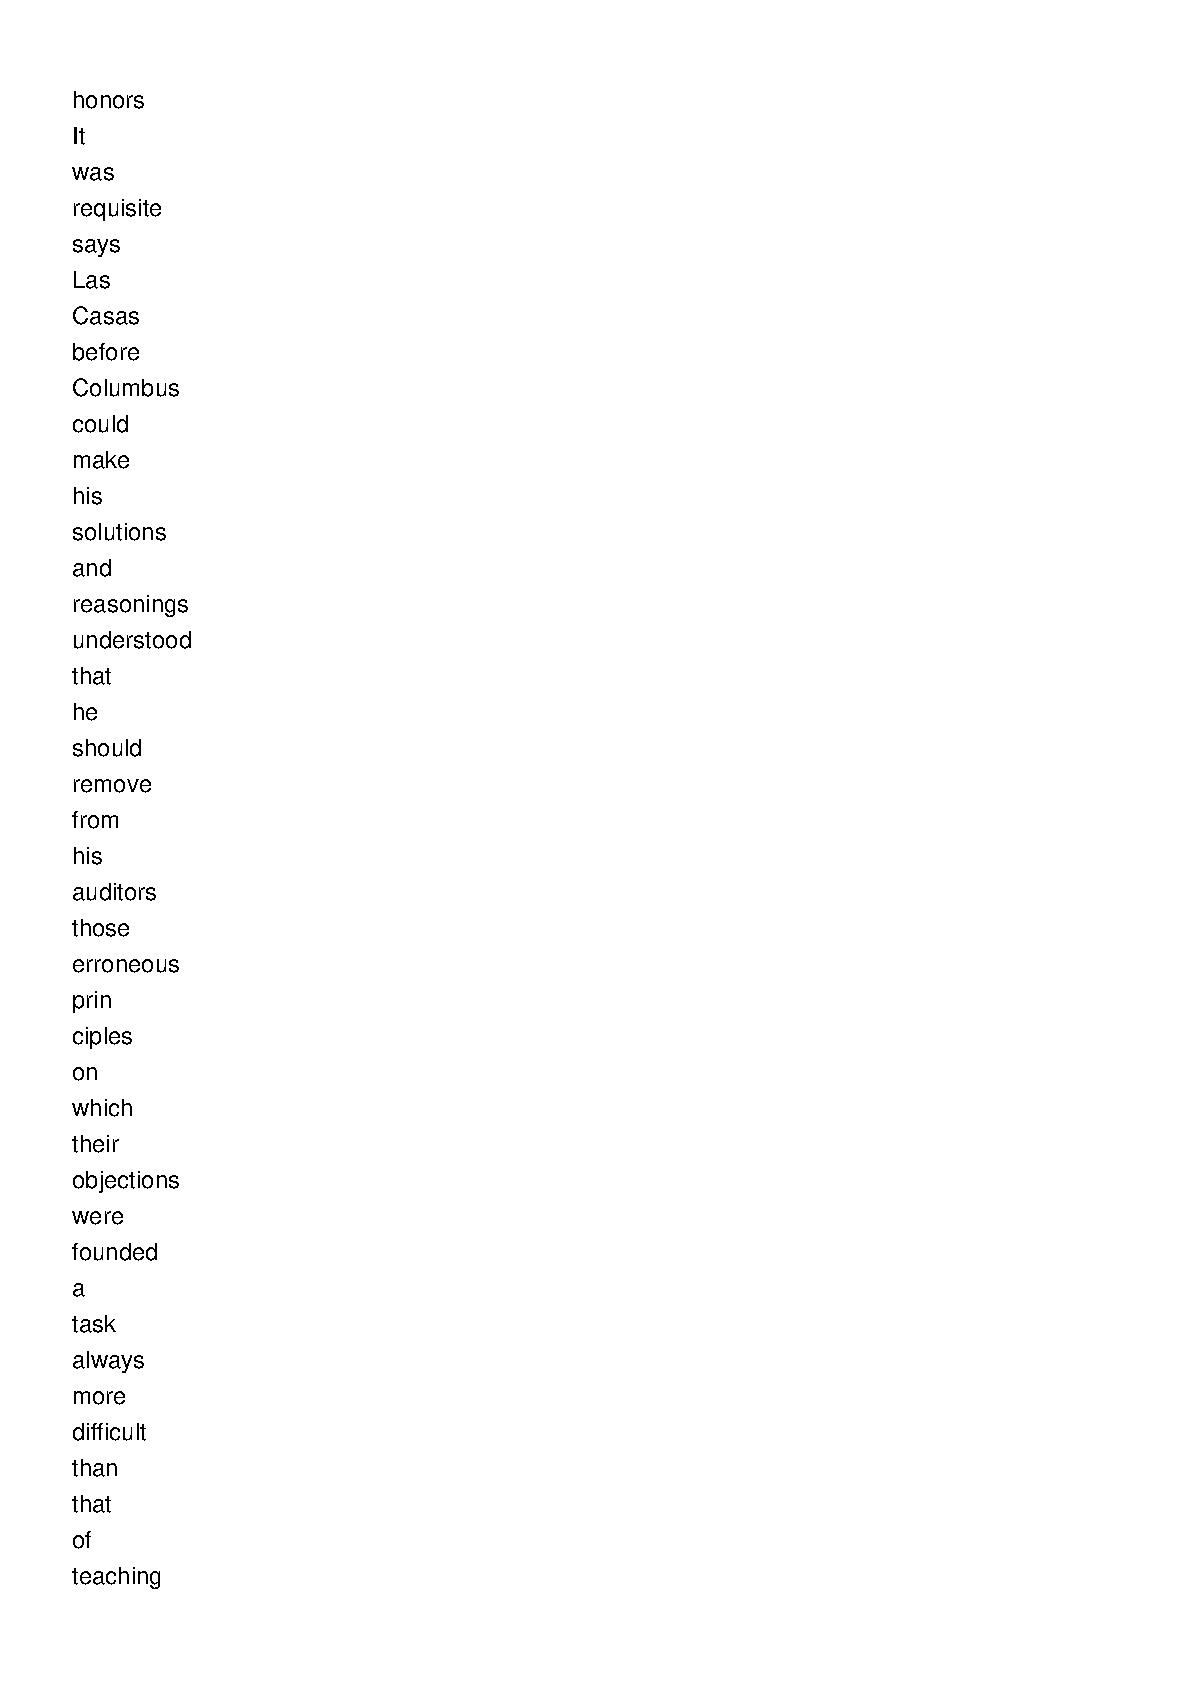 honors
It
was
requisite
says
Las
Casas
before
Columbus
could
make
his
solutions
and
reasonings
understood
that
he
should
remove
from
his
auditors
those
erroneous
prin
ciples
on
which
their
objections
were
founded
a
task
always
more
difficult
than
that
of
teaching